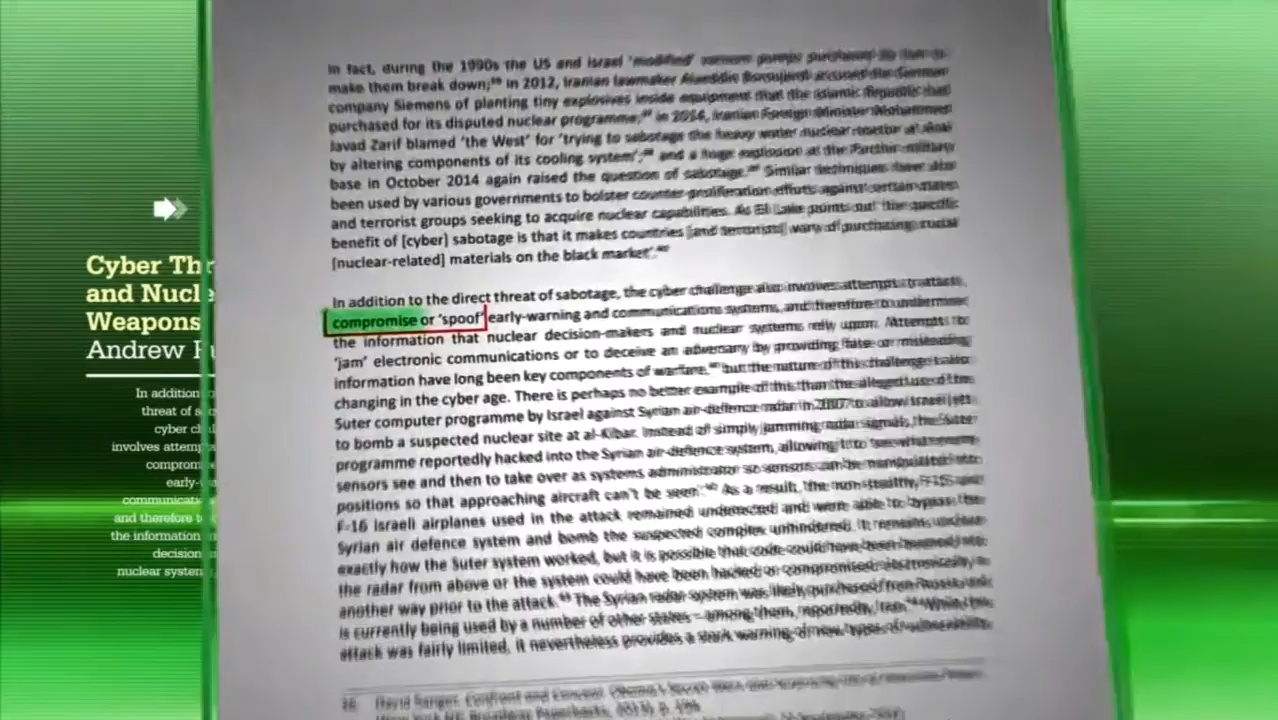 Cyber Thr
and Nucle
Weapons
Andrew Fu
In addition
threat of s
cyber ch
involves attemp
comprom
early-
communicati
and therefore t
the information
decision
nuclear system
In fact, during the 1990s the US and Israel 'modified' vacuum pumps purchased by
make them break down; in 2012, Iranian lawmaker Alaeddin Boroujerdi accused the German
company Siemens of planting tiny explosives inside equipment that the Islamic Republic had
purchased for its disputed nuclear programme; in 2014, Iranian Foreign Minister Mohammed
Javad Zarif blamed 'the West' for 'trying to sabotage the heavy water nuclear reactor at
by altering components of its cooling system'; and a huge explosion at the Parchin military
base in October 2014 again raised the question of sabotage. Similar techniques have also
been used by various governments to bolster counter-proliferation efforts against certain states
and terrorist groups seeking to acquire nuclear capabilities. As Eli Lake points out 'the specific
benefit of [cyber] sabotage is that it makes countries [and terrorists] wary of purchasing crucial
[nuclear-related] materials on the black market'.
In addition to the direct threat of sabotage, the cyber challenge also involves attempts to attack,
compromise or 'spoof' early-warning and communications systems, and therefore to undermine
the information that nuclear decision-makers and nuclear systems rely upon. Attempts to
'jam' electronic communications or to deceive an adversary by providing false or misleading
information have long been key components of warfare, but the nature of this challenge is also
changing in the cyber age. There is perhaps no better example of this than the alleged use of the
Suter computer programme by Israel against Syrian air-defence radar in 2007 to allow Israeli jets
to bomb a suspected nuclear site at al-Kibar. Instead of simply jamming radar signals, the Suter
programme reportedly hacked into the Syrian air-defence system, allowing it to 'see what enemy
sensors see and then to take over as systems administrator so sensors can be manipulated into
positions so that approaching aircraft can't be seen'. As a result, the non-stealthy, F-15 and
F-16 Israeli airplanes used in the attack remained undetected and were able to bypass the
Syrian air defence system and bomb the suspected complex unhindered. It remains unclear
exactly how the Suter system worked, but it is possible that code could have been beamed into
the radar from above or the system could have been hacked or compromised electronically in
another way prior to the attack. The Syrian radar system was likely purchased from Russia and
is currently being used by a number of other states – among them, reportedly, Iran. While this
attack was fairly limited, it nevertheless provides a stark warning of new types of vulnerability